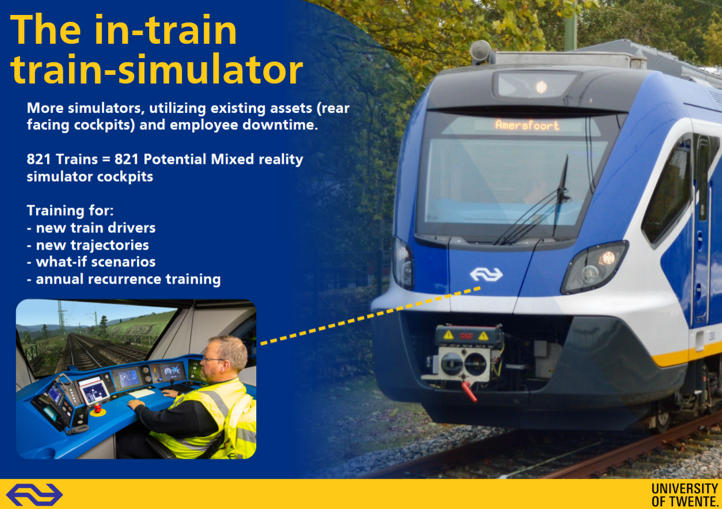 The in-train
train-simulator
More simulators, utilizing existing assets (rear
facing cockpits) and employee downtime.
821 Trains = 821 Potential Mixed reality
simulator cockpits
Training for:
- new train drivers
- new trajectories
- what-if scenarios
- annual recurrence training
Amersfoort
UNIVERSITY
OF TWENTE.